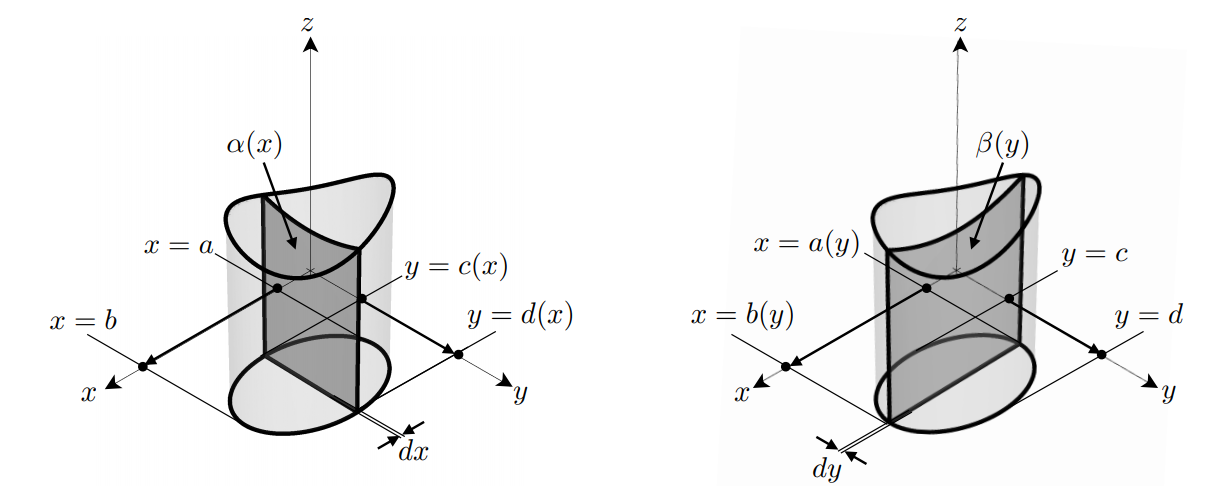 z
α(x)
x = a
y = c(x)
x = b
y = d(x)
x
y
dx
z
β(y)
x = a(y)
y = c
x = b(y)
y = d
x
y
dy